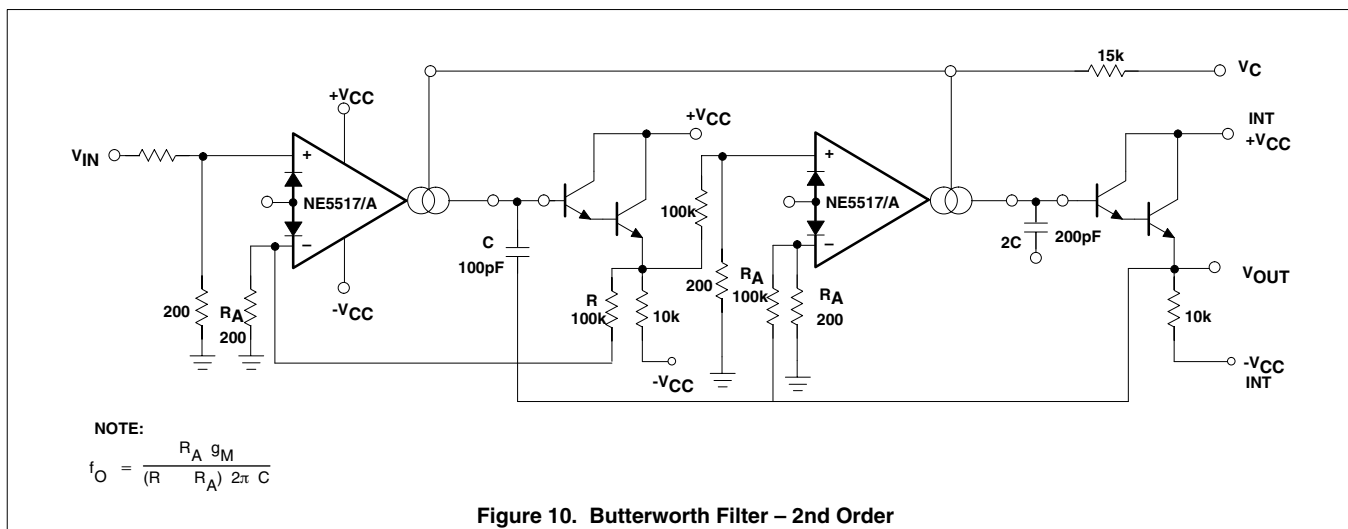 15k
VC
+VCC
+VCC
INT
+VCC
VIN
+
NE5517/A
–
-VCC
100k
+
NE5517/A
–
C
100pF
2C
200pF
200
RA
200
R
100k
10k
-VCC
200
RA
100k
RA
200
VOUT
10k
-VCC
INT
NOTE:
fO = RA gM
(R RA) 2π C
Figure 10. Butterworth Filter – 2nd Order